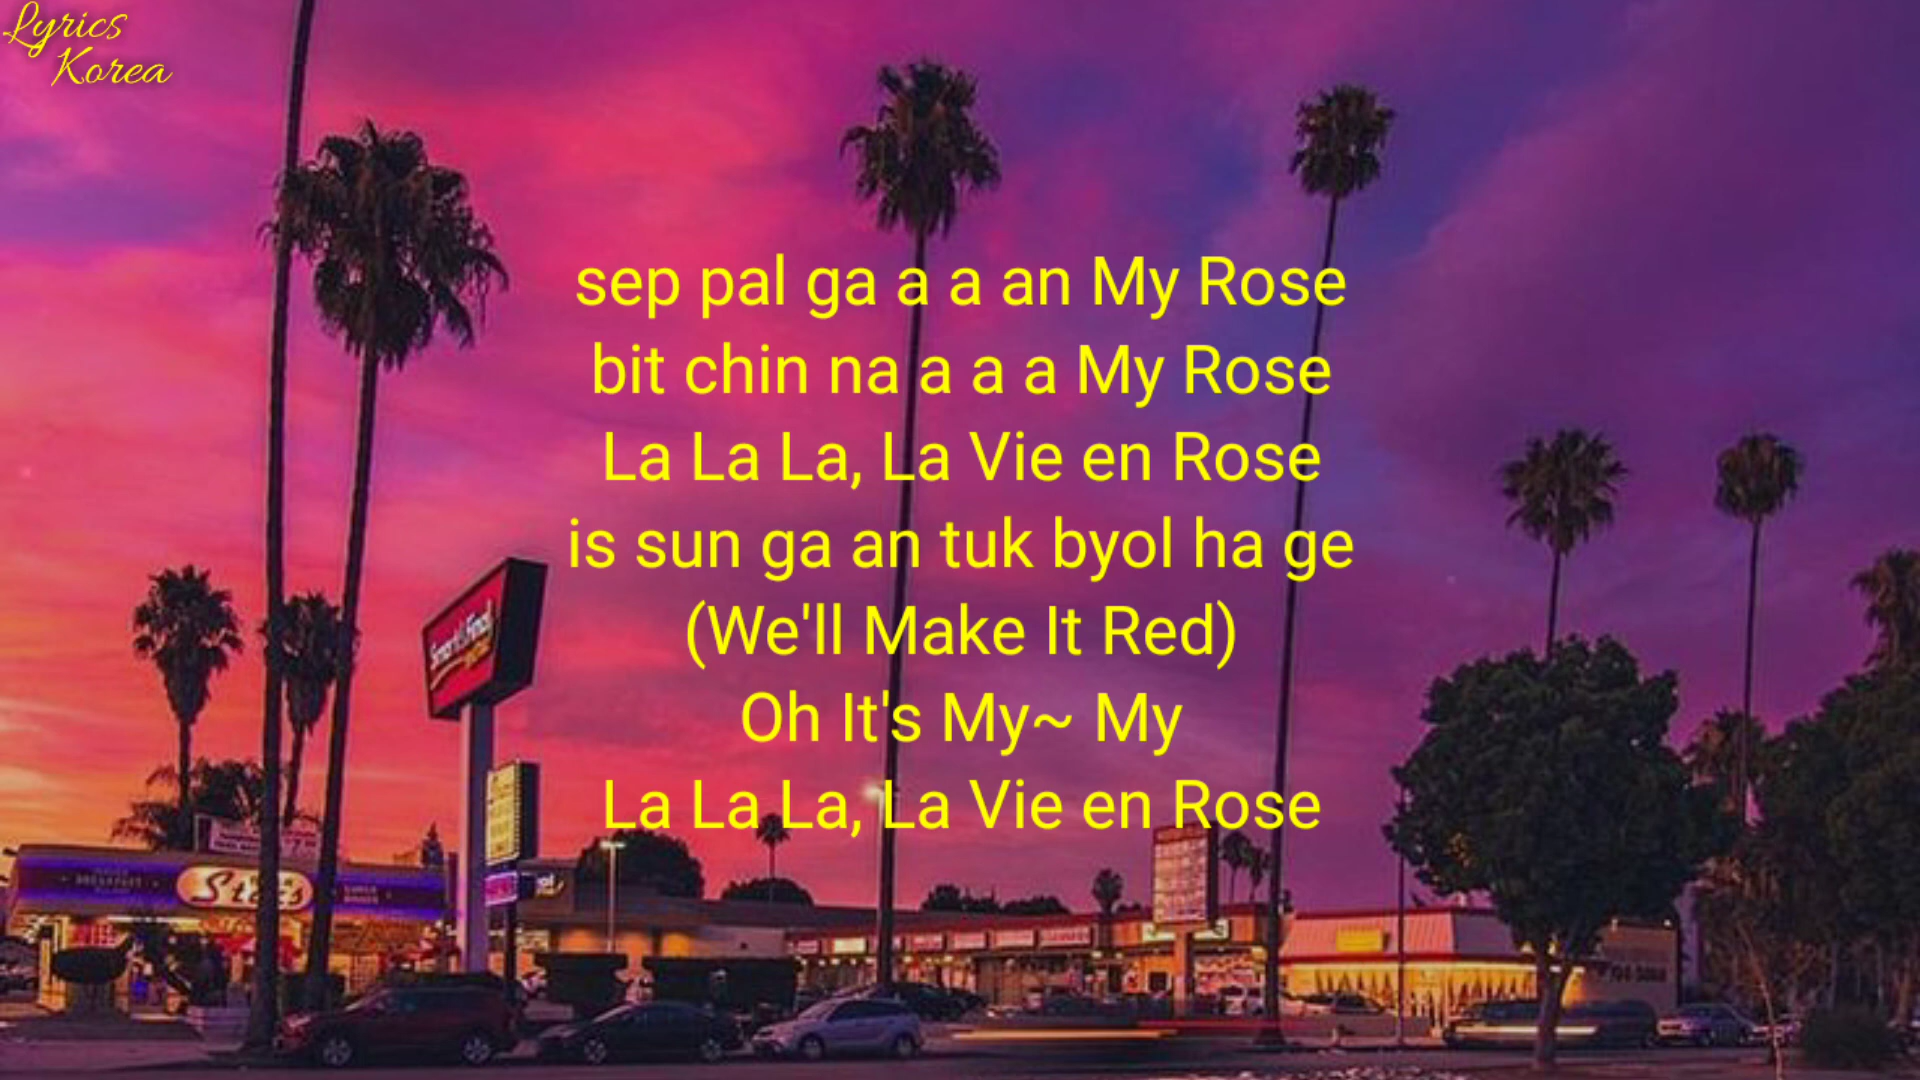 Lyrics
Korea
sep pal ga a a an My Rose
bit chin na a a a My Rose
La La La, La Vie en Rose
is sun ga an tuk byol ha ge
(We'll Make It Red)
Oh It's My~ My
La La La, La Vie en Rose
Smart&Final